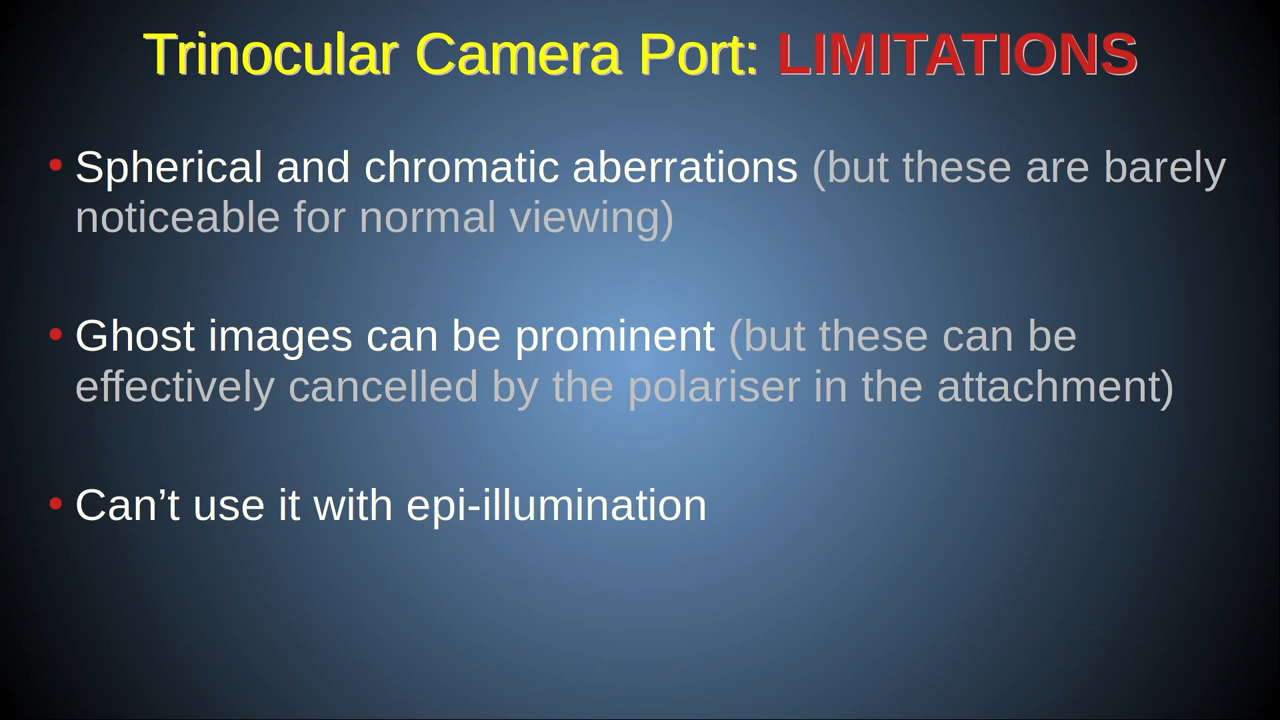 Trinocular Camera Port: LIMITATIONS
• Spherical and chromatic aberrations (but these are barely
noticeable for normal viewing)
• Ghost images can be prominent (but these can be
effectively cancelled by the polariser in the attachment)
• Can’t use it with epi-illumination